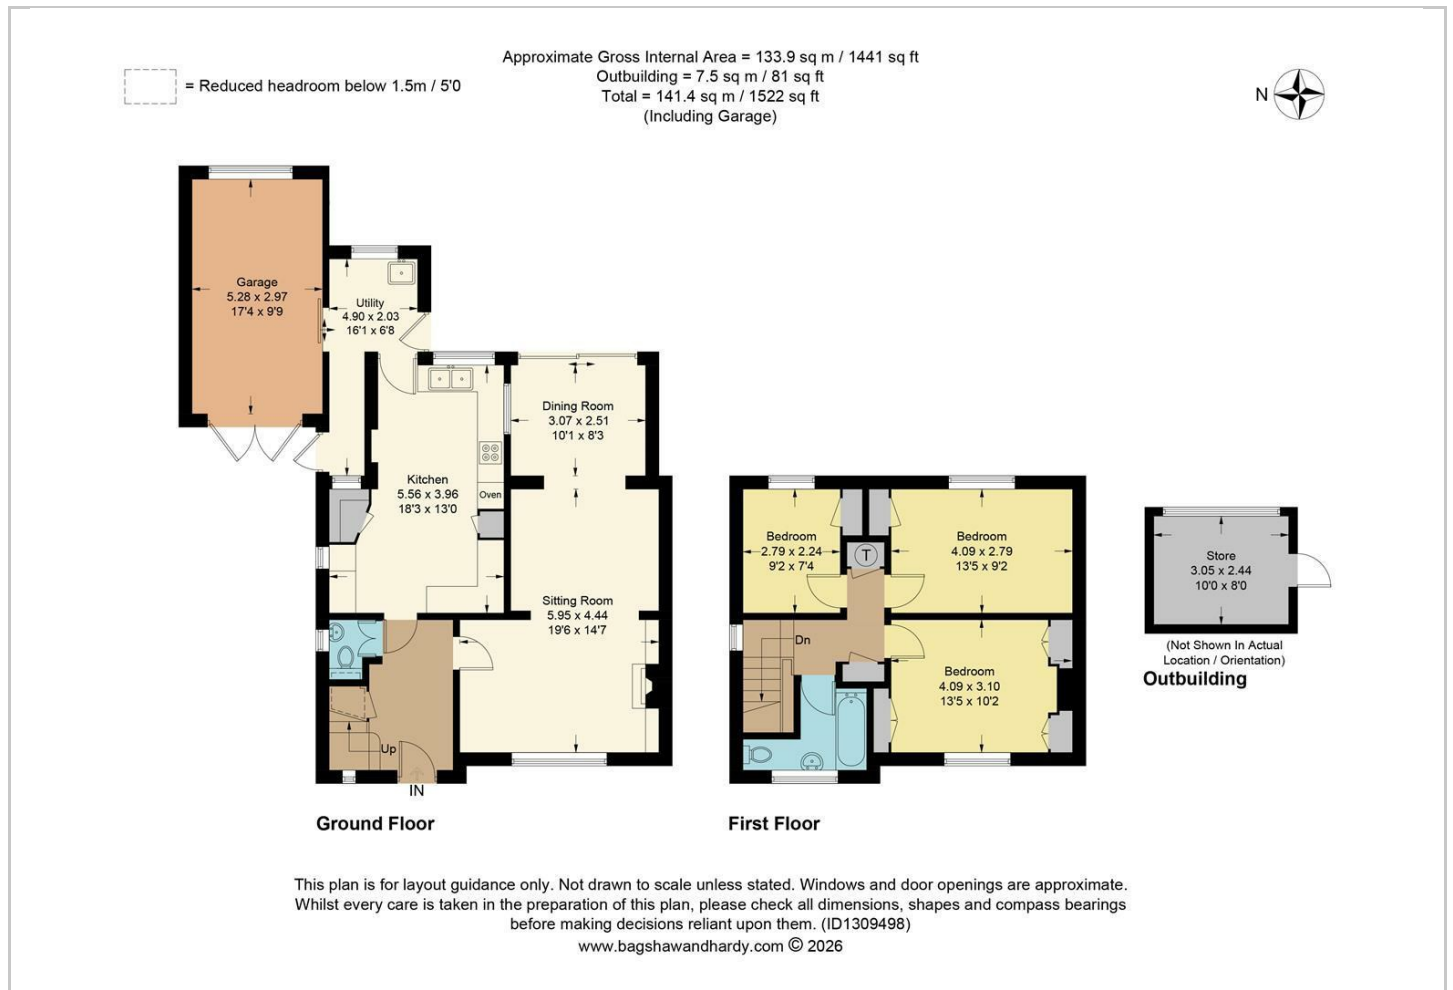 = Reduced headroom below 1.5m / 5'0
Approximate Gross Internal Area = 133.9 sq m / 1441 sq ft
Outbuilding = 7.5 sq m / 81 sq ft
Total = 141.4 sq m / 1522 sq ft
(Including Garage)
N
Garage
5.28 x 2.97
17'4 x 9'9
Utility
4.90 x 2.03
16'1 x 6'8
Dining Room
3.07 x 2.51
10'1 x 8'3
Kitchen
5.56 x 3.96
18'3 x 13'0
Oven
Sitting Room
5.95 x 4.44
19'6 x 14'7
Up
IN
Ground Floor
Bedroom
2.79 x 2.24
9'2 x 7'4
T
Bedroom
4.09 x 2.79
13'5 x 9'2
Dn
Bedroom
4.09 x 3.10
13'5 x 10'2
First Floor
Store
3.05 x 2.44
10'0 x 8'0
(Not Shown In Actual
Location / Orientation)
Outbuilding
This plan is for layout guidance only. Not drawn to scale unless stated. Windows and door openings are approximate.
Whilst every care is taken in the preparation of this plan, please check all dimensions, shapes and compass bearings
before making decisions reliant upon them. (ID1309498)
www.bagshawandhardy.com © 2026